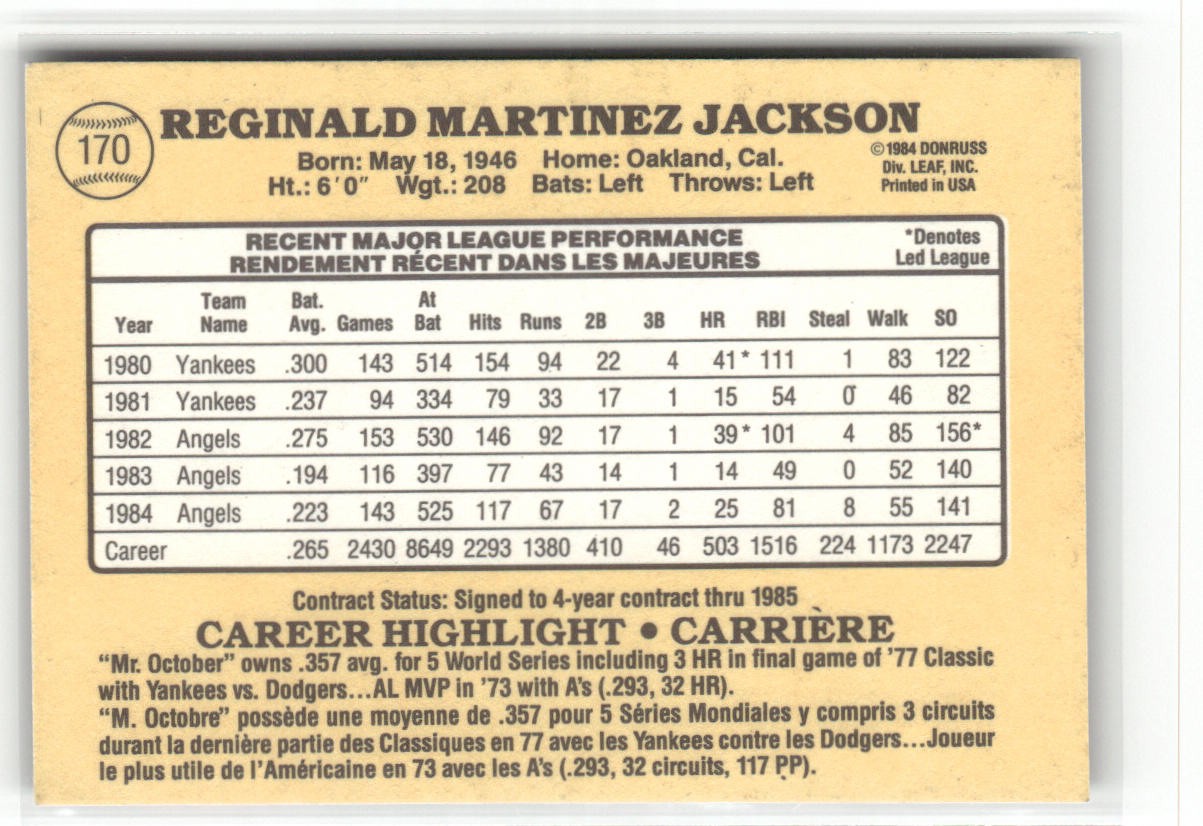 170
REGINALD MARTINEZ JACKSON
Born: May 18, 1946 Home: Oakland, Cal.
Ht.: 6'0" Wgt.: 208 Bats: Left Throws: Left
©1984 DONRUSS
Div. LEAF, INC.
Printed in USA
RECENT MAJOR LEAGUE PERFORMANCE
RENDEMENT RÉCENT DANS LES MAJEURES
*Denotes
Led League
Year Team Name Bat. Avg. Games At Bat Hits Runs 2B 3B HR RBI Steal Walk SO
1980 Yankees .300 143 514 154 94 22 4 41* 111 1 83 122
1981 Yankees .237 94 334 79 33 17 1 15 54 0 46 82
1982 Angels .275 153 530 146 92 17 1 39* 101 4 85 156*
1983 Angels .194 116 397 77 43 14 1 14 49 0 52 140
1984 Angels .223 143 525 117 67 17 2 25 81 8 55 141
Career .265 2430 8649 2293 1380 410 46 503 1516 224 1173 2247
Contract Status: Signed to 4-year contract thru 1985
CAREER HIGHLIGHT • CARRIÈRE
"Mr. October" owns .357 avg. for 5 World Series including 3 HR in final game of '77 Classic
with Yankees vs. Dodgers...AL MVP in '73 with A's (.293, 32 HR).
"M. Octobre" possède une moyenne de .357 pour 5 Séries Mondiales y compris 3 circuits
durant la dernière partie des Classiques en 77 avec les Yankees contre les Dodgers...Joueur
le plus utile de l'Américaine en 73 avec les A's (.293, 32 circuits, 117 PP).